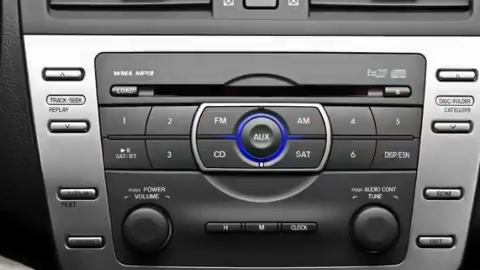 WMA MP3
LOAD
1 2 FM AM 4 5
TRACK/SEEK
REPLAY
DISC/FOLDER
CATEGORY
AUX
SAT/BT 3 CD SAT 6 DISP/ESN
PUSH POWER
VOLUME
PUSH AUDIO CONT
TUNE
TEXT
H M CLOCK